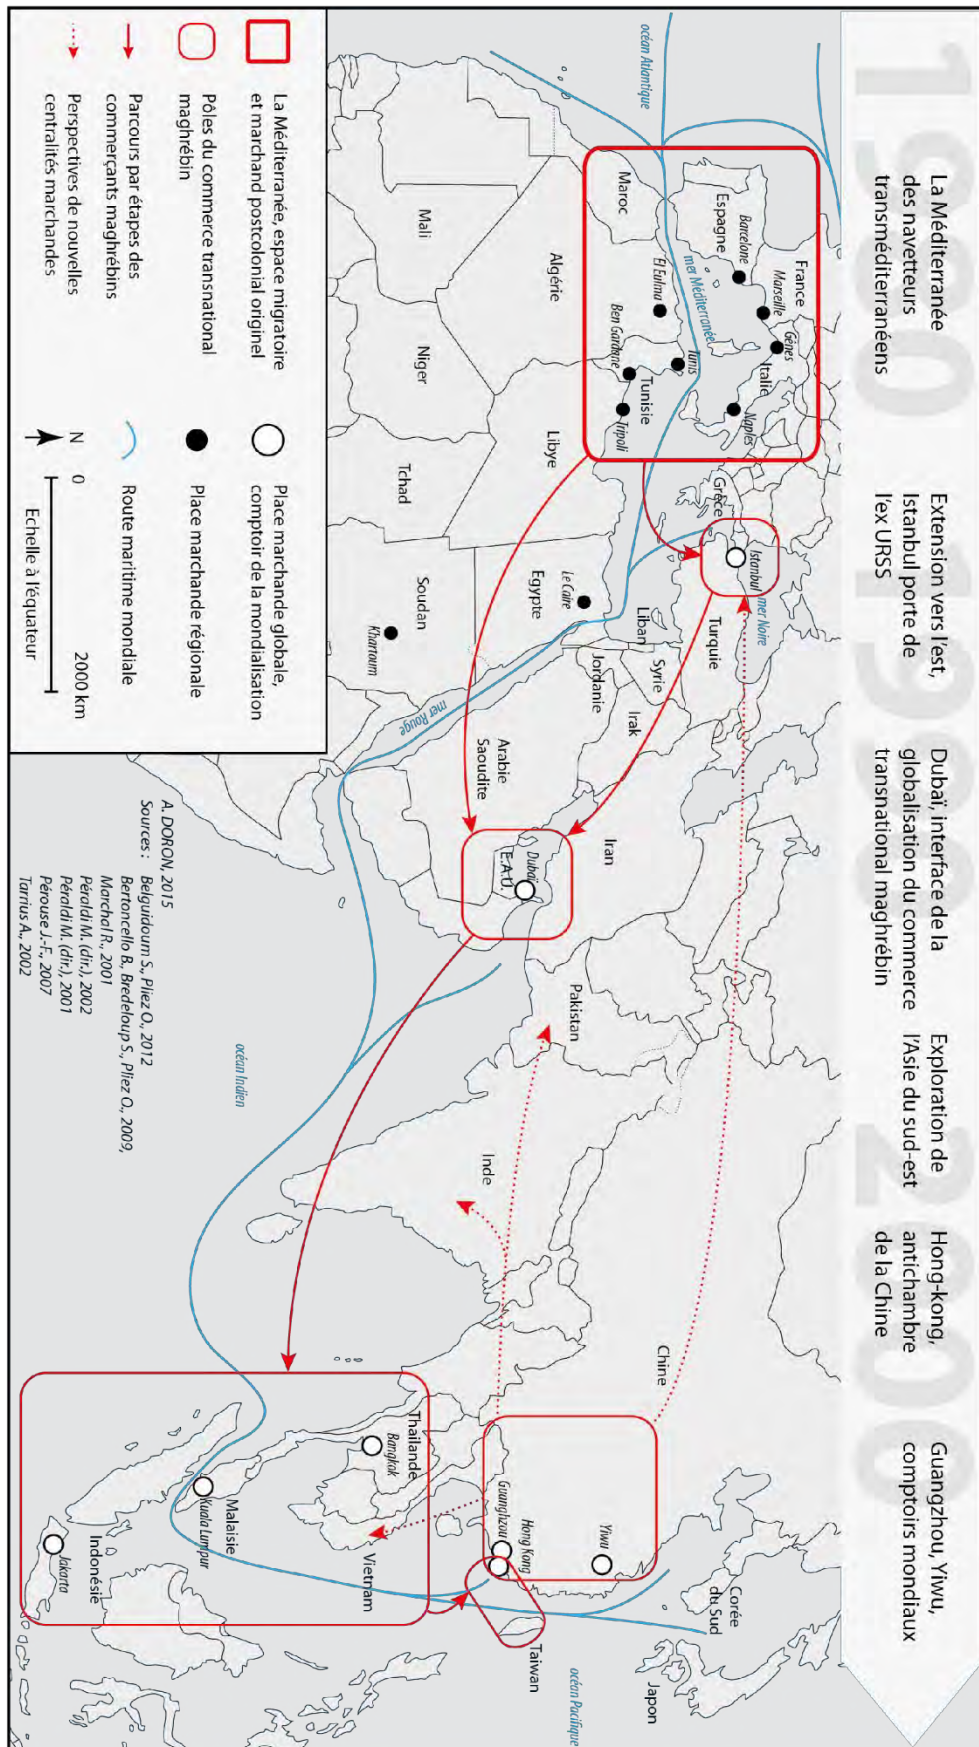 1980
1990
2000
La Méditerranée
des navetteurs
transméditerranéens
Extension vers l'est,
Istanbul porte de
l'ex URSS
Dubaï, interface de la
globalisation du commerce
transnational maghrébin
Exploration de
l'Asie du sud-est
Hong-kong,
antichambre
de la Chine
Guangzhou, Yiwu,
comptoirs mondiaux
océan Atlantique
France
Marseille
Gênes
Barcelone
Italie
Espagne
Naples
mer Méditerranée
Maroc
El Eulma
Tunis
Tunisie
Ben Gardane
Tripoli
Algérie
Libye
Mali
Niger
Tchad
Grèce
Istanbul
mer Noire
Turquie
Liban
Syrie
Jordanie
Irak
Le Caire
Egypte
Soudan
Khartoum
mer Rouge
Arabie
Saoudite
Iran
Dubaï
E.A.U.
Pakistan
Inde
océan Indien
Chine
Yiwu
Hong Kong
Guanghzou
Corée
du Sud
Japon
Taiwan
océan Pacifique
Thaïlande
Bangkok
Vietnam
Malaisie
Kuala Lumpur
Indonésie
Jakarta
La Méditerranée, espace migratoire
et marchand postcolonial originel
Pôles du commerce transnational
maghrébin
Parcours par étapes des
commerçants maghrébins
Perspectives de nouvelles
centralités marchandes
Place marchande globale,
comptoir de la mondialisation
Place marchande régionale
Route maritime mondiale
N
0
2000 km
Echelle à l'équateur
A. DORON, 2015
Sources : Belguidoum S., Pliez O., 2012
Bertoncello B., Bredeloup S., Pliez O., 2009,
Marchal R., 2001
Péraldi M. (dir.), 2002
Péraldi M. (dir.), 2001
Pérouse J.-F., 2007
Tarrius A., 2002